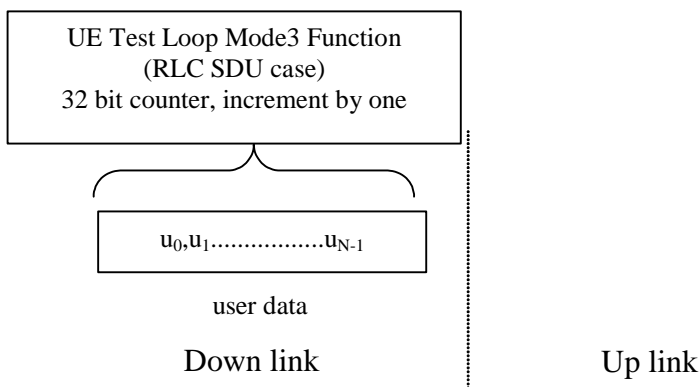 UE Test Loop Mode3 Function
(RLC SDU case)
32 bit counter, increment by one
u₀,u₁.................uN-1
user data
Down link
Up link